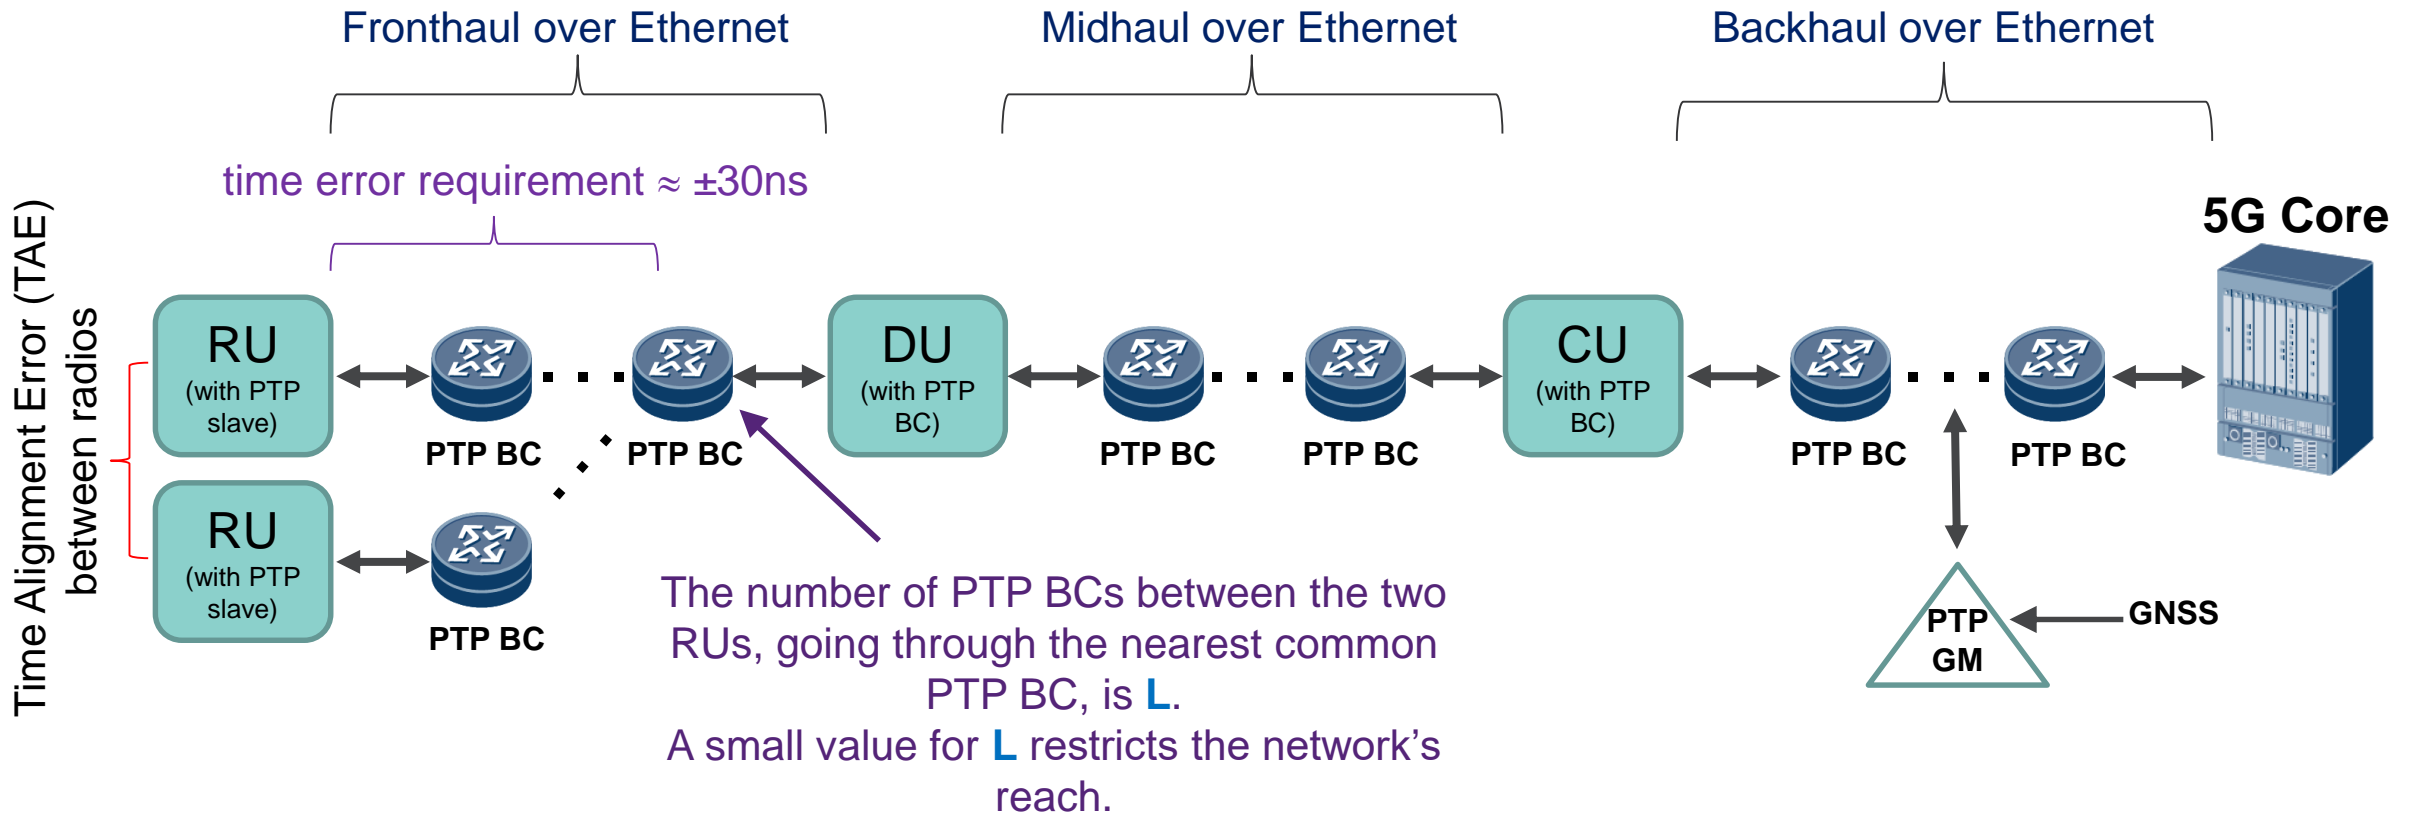 Fronthaul over Ethernet
Midhaul over Ethernet
Backhaul over Ethernet
time error requirement ≈ ±30ns
Time Alignment Error (TAE)
between radios
5G Core
RU
(with PTP
slave)
PTP BC
PTP BC
DU
(with PTP
BC)
PTP BC
PTP BC
CU
(with PTP
BC)
PTP BC
PTP BC
RU
(with PTP
slave)
PTP BC
The number of PTP BCs between the two
RUs, going through the nearest common
PTP BC, is L.
A small value for L restricts the network’s
reach.
PTP
GM
GNSS